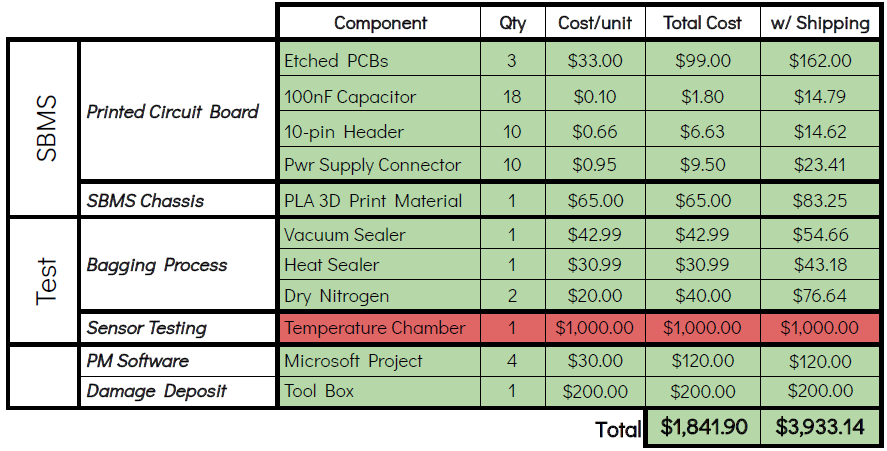 Component Qty Cost/unit Total Cost w/ Shipping
SBMS
Printed Circuit Board
Etched PCBs 3 $33.00 $99.00 $162.00
100nF Capacitor 18 $0.10 $1.80 $14.79
10-pin Header 10 $0.66 $6.63 $14.62
Pwr Supply Connector 10 $0.95 $9.50 $23.41
SBMS Chassis PLA 3D Print Material 1 $65.00 $65.00 $83.25
Test
Bagging Process
Vacuum Sealer 1 $42.99 $42.99 $54.66
Heat Sealer 1 $30.99 $30.99 $43.18
Dry Nitrogen 2 $20.00 $40.00 $76.64
Sensor Testing Temperature Chamber 1 $1,000.00 $1,000.00 $1,000.00
PM Software Microsoft Project 4 $30.00 $120.00 $120.00
Damage Deposit Tool Box 1 $200.00 $200.00 $200.00
Total $1,841.90 $3,933.14